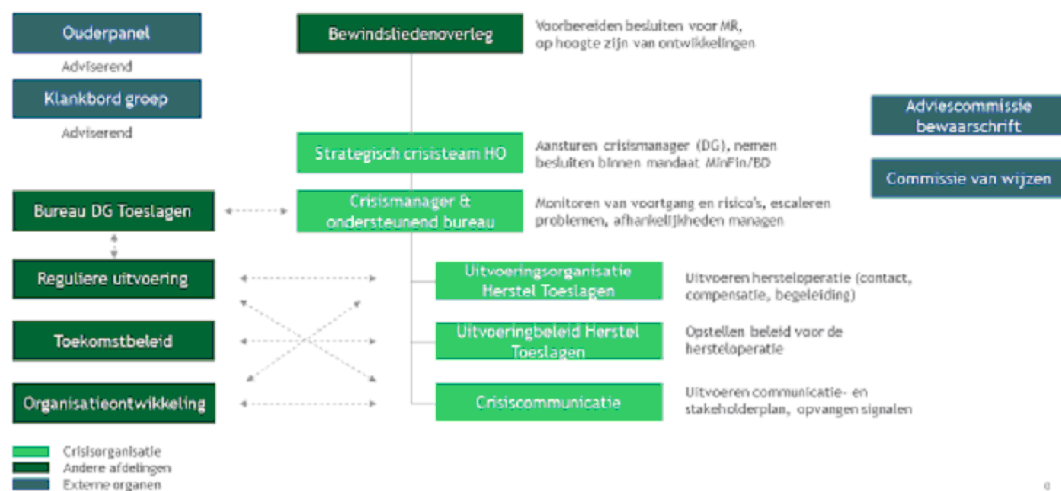 Ouderpanel
Adviserend
Klankbord groep
Adviserend
Bewindsliedenoverleg
Voorbereiden besluiten voor MR,
op hoogte zijn van ontwikkelingen
Adviescommissie
bewaarschrift
Commissie van wijzen
Strategisch crisisteam HO
Aansturen crisismanager (DG), nemen
besluiten binnen mandaat MinFin/BD
Bureau DG Toeslagen
Crismanager &
ondersteunend bureau
Monitoren van voortgang en risico's, escaleren
problemen, afhankelijkheden managen
Reguliere uitvoering
Uitvoeringsorganisatie
Herstel Toeslagen
Uitvoeren hersteloperatie (contact,
compensatie, begeleiding)
Toekomstbeleid
Uitvoeringbeleid Herstel
Toeslagen
Opstellen beleid voor de
hersteloperatie
Organisatieontwikkeling
Crisiscommunicatie
Uitvoeren communicatie- en
stakeholderplan, opvangen signalen
Crisisorganisatie
Andere afdelingen
Externe organen